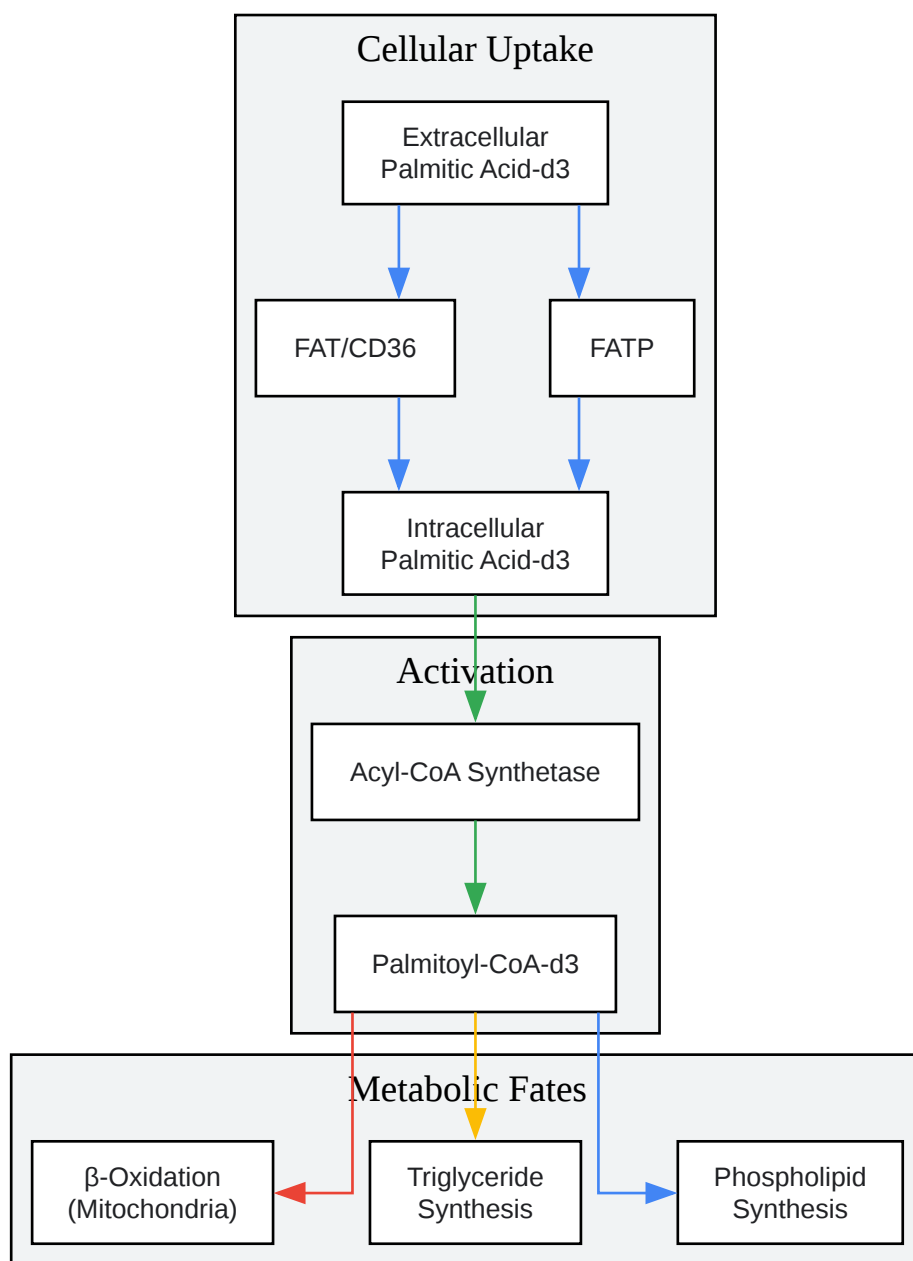 Cellular Uptake
Extracellular
Palmitic Acid-d3
FAT/CD36
FATP
Intracellular
Palmitic Acid-d3
Activation
Acyl-CoA Synthetase
Palmitoyl-CoA-d3
Metabolic Fates
β-Oxidation
(Mitochondria)
Triglyceride
Synthesis
Phospholipid
Synthesis